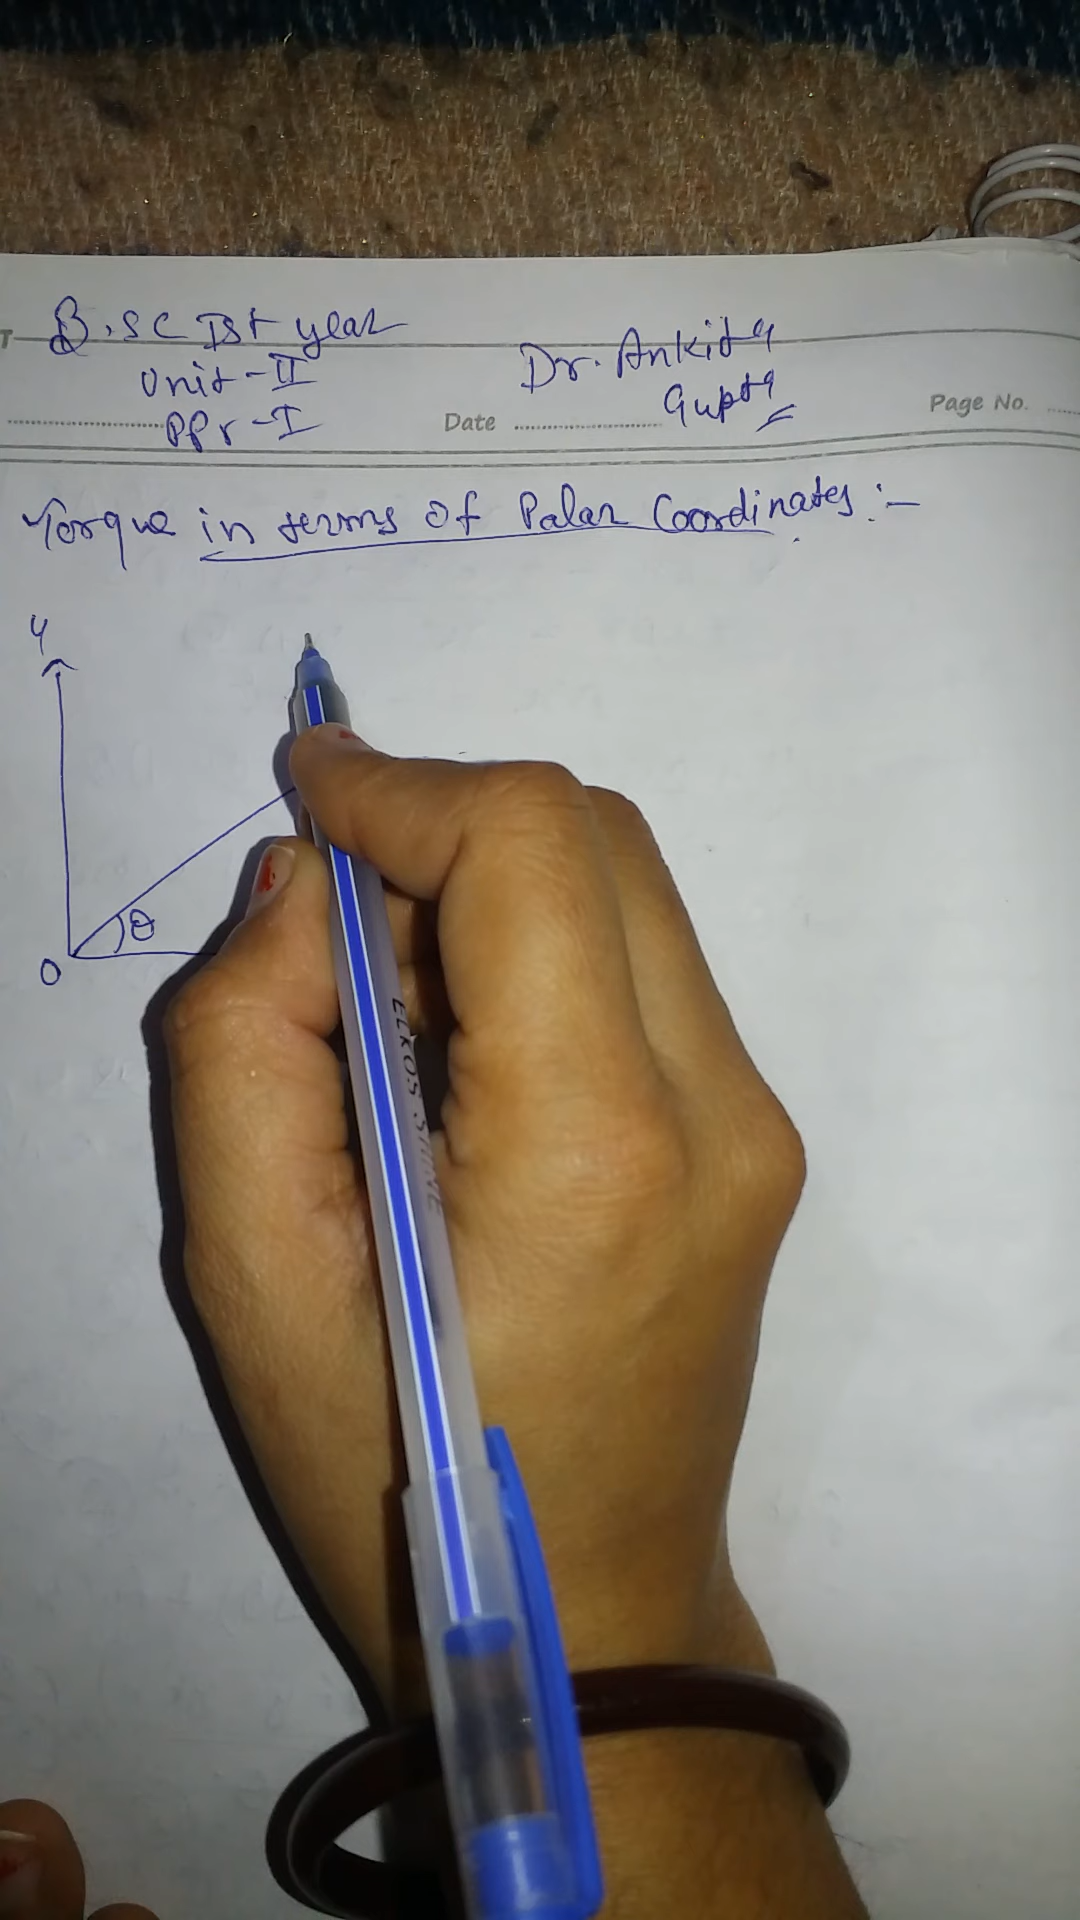 B.SC Ist year
Unit-II
PPr-I
Dr. Ankita
Gupta
Date
Page No.
Torque in terms of Polar Coordinates :-
Y
θ
O
ELKOS SHINE